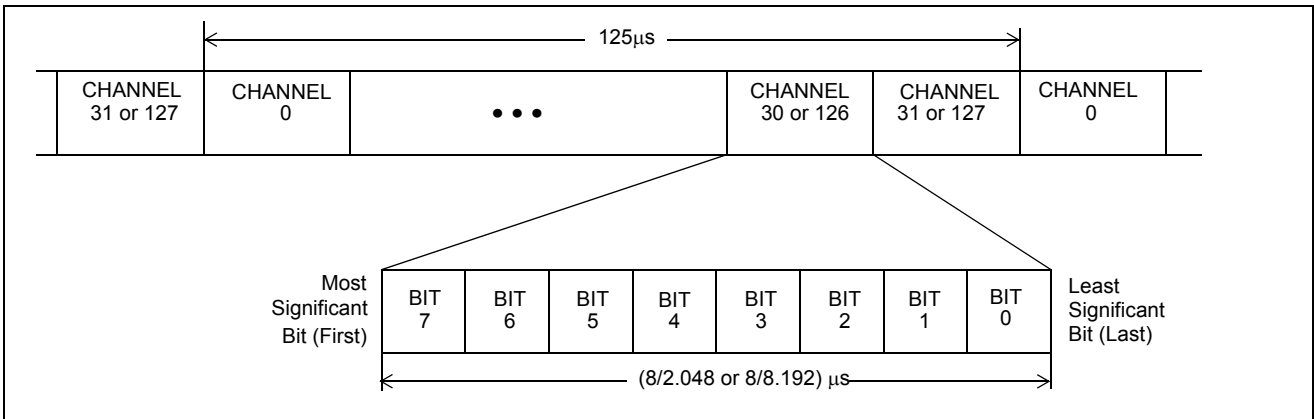 125µs
CHANNEL
31 or 127
CHANNEL
0
• • •
CHANNEL
30 or 126
CHANNEL
31 or 127
CHANNEL
0
Most
Significant
Bit (First)
BIT
7
BIT
6
BIT
5
BIT
4
BIT
3
BIT
2
BIT
1
BIT
0
Least
Significant
Bit (Last)
(8/2.048 or 8/8.192) µs